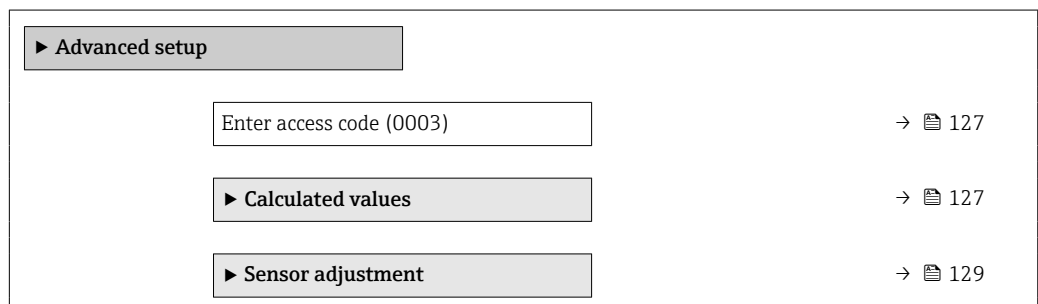 ▶ Advanced setup
Enter access code (0003) → 127
▶ Calculated values → 127
▶ Sensor adjustment → 129